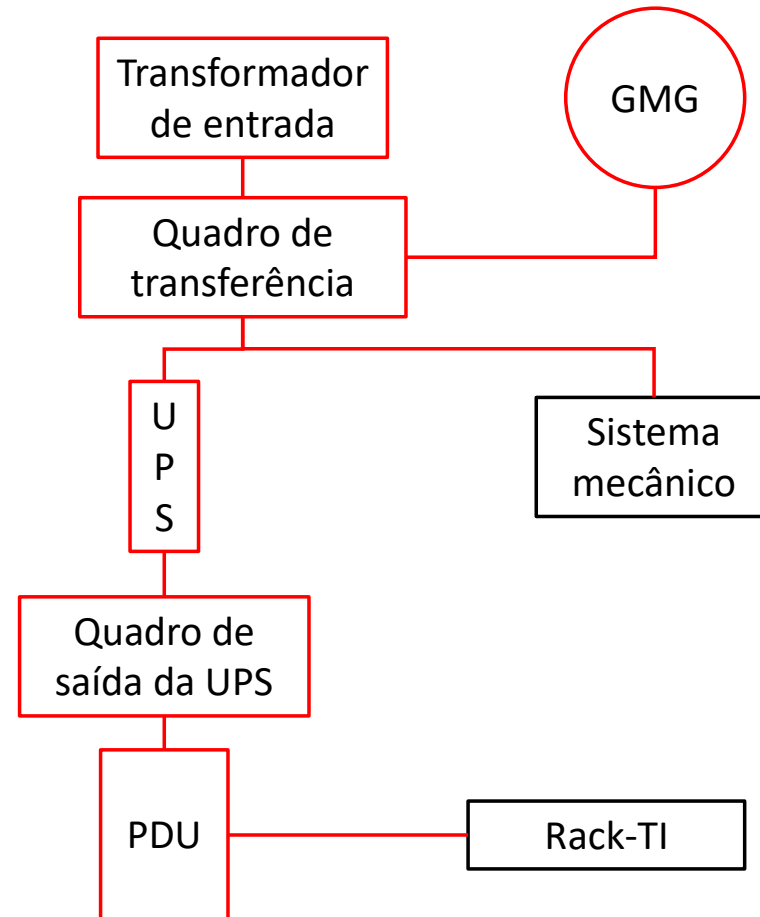 Transformador
de entrada
GMG
Quadro de
transferência
U
P
S
Sistema
mecânico
Quadro de
saída da UPS
PDU
Rack-TI